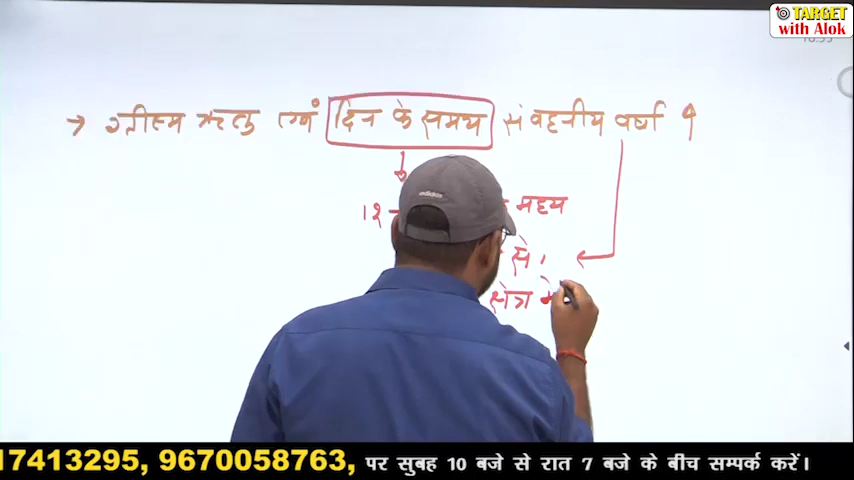 TARGET
with Alok
→ ग्रीष्म ऋतु एवं दिन के समय संवहनीय वर्षा
मध्य
से।
क्षेत्र में
17413295, 9670058763, पर सुबह 10 बजे से रात 7 बजे के बीच सम्पर्क करें।